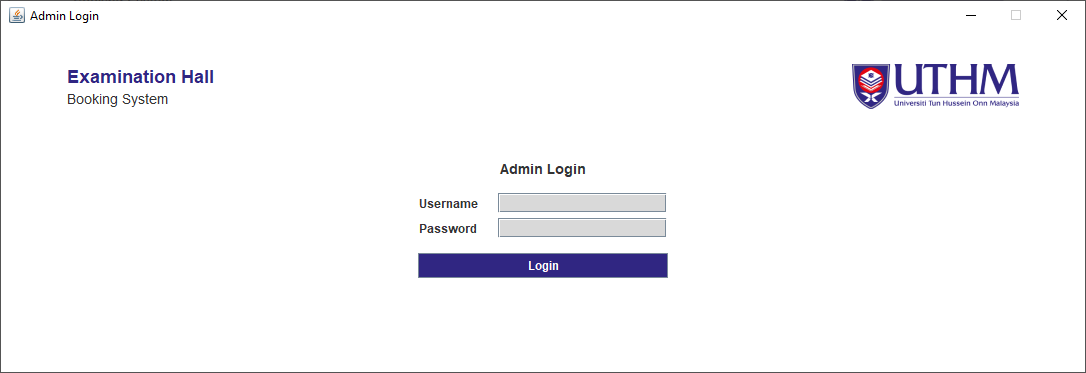 Admin Login
Examination Hall
Booking System
UTHM
Universiti Tun Hussein Onn Malaysia
Admin Login
Username
Password
Login